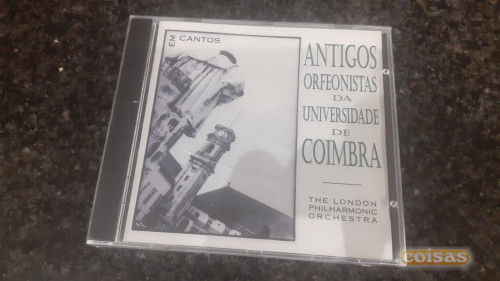 EM CANTOS
ANTIGOS
ORFEONISTAS
DA
UNIVERSIDADE
DE
COIMBRA
THE LONDON
PHILHARMONIC
ORCHESTRA
coisas